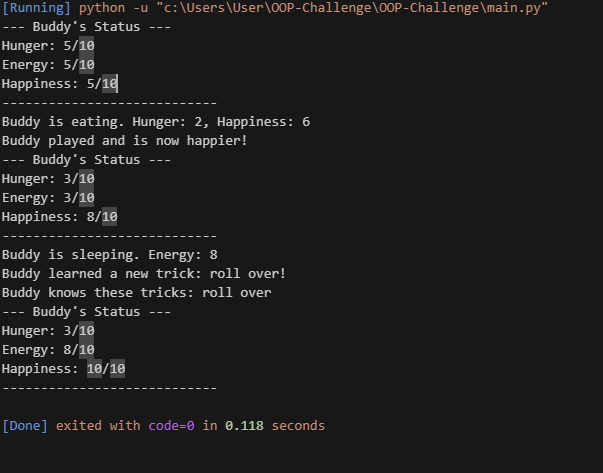 [Running] python -u "c:\Users\User\OOP-Challenge\OOP-Challenge\main.py"
--- Buddy's Status ---
Hunger: 5/10
Energy: 5/10
Happiness: 5/10
----------------------------
Buddy is eating. Hunger: 2, Happiness: 6
Buddy played and is now happier!
--- Buddy's Status ---
Hunger: 3/10
Energy: 3/10
Happiness: 8/10
----------------------------
Buddy is sleeping. Energy: 8
Buddy learned a new trick: roll over!
Buddy knows these tricks: roll over
--- Buddy's Status ---
Hunger: 3/10
Energy: 8/10
Happiness: 10/10
----------------------------
[Done] exited with code=0 in 0.118 seconds